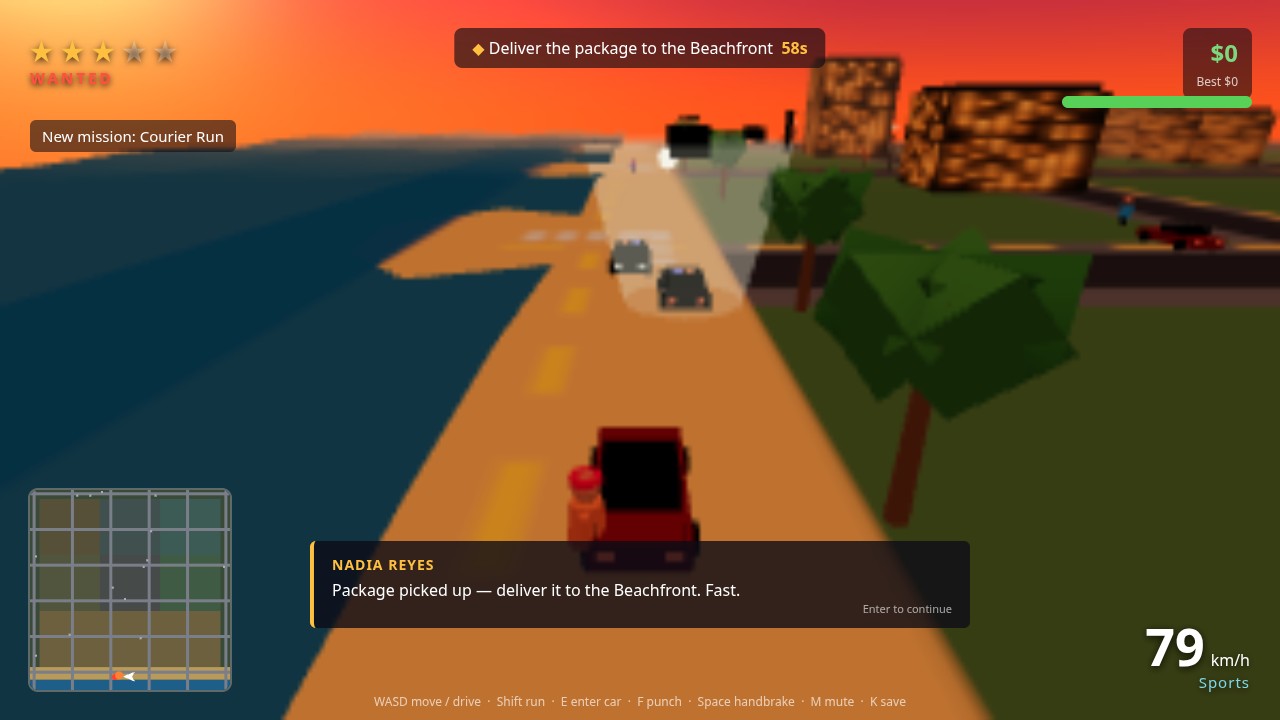 ◆ Deliver the package to the Beachfront 58s
WANTED
$0
Best $0
New mission: Courier Run
NADIA REYES
Package picked up — deliver it to the Beachfront. Fast.
Enter to continue
79 km/h
Sports
WASD move / drive · Shift run · E enter car · F punch · Space handbrake · M mute · K save